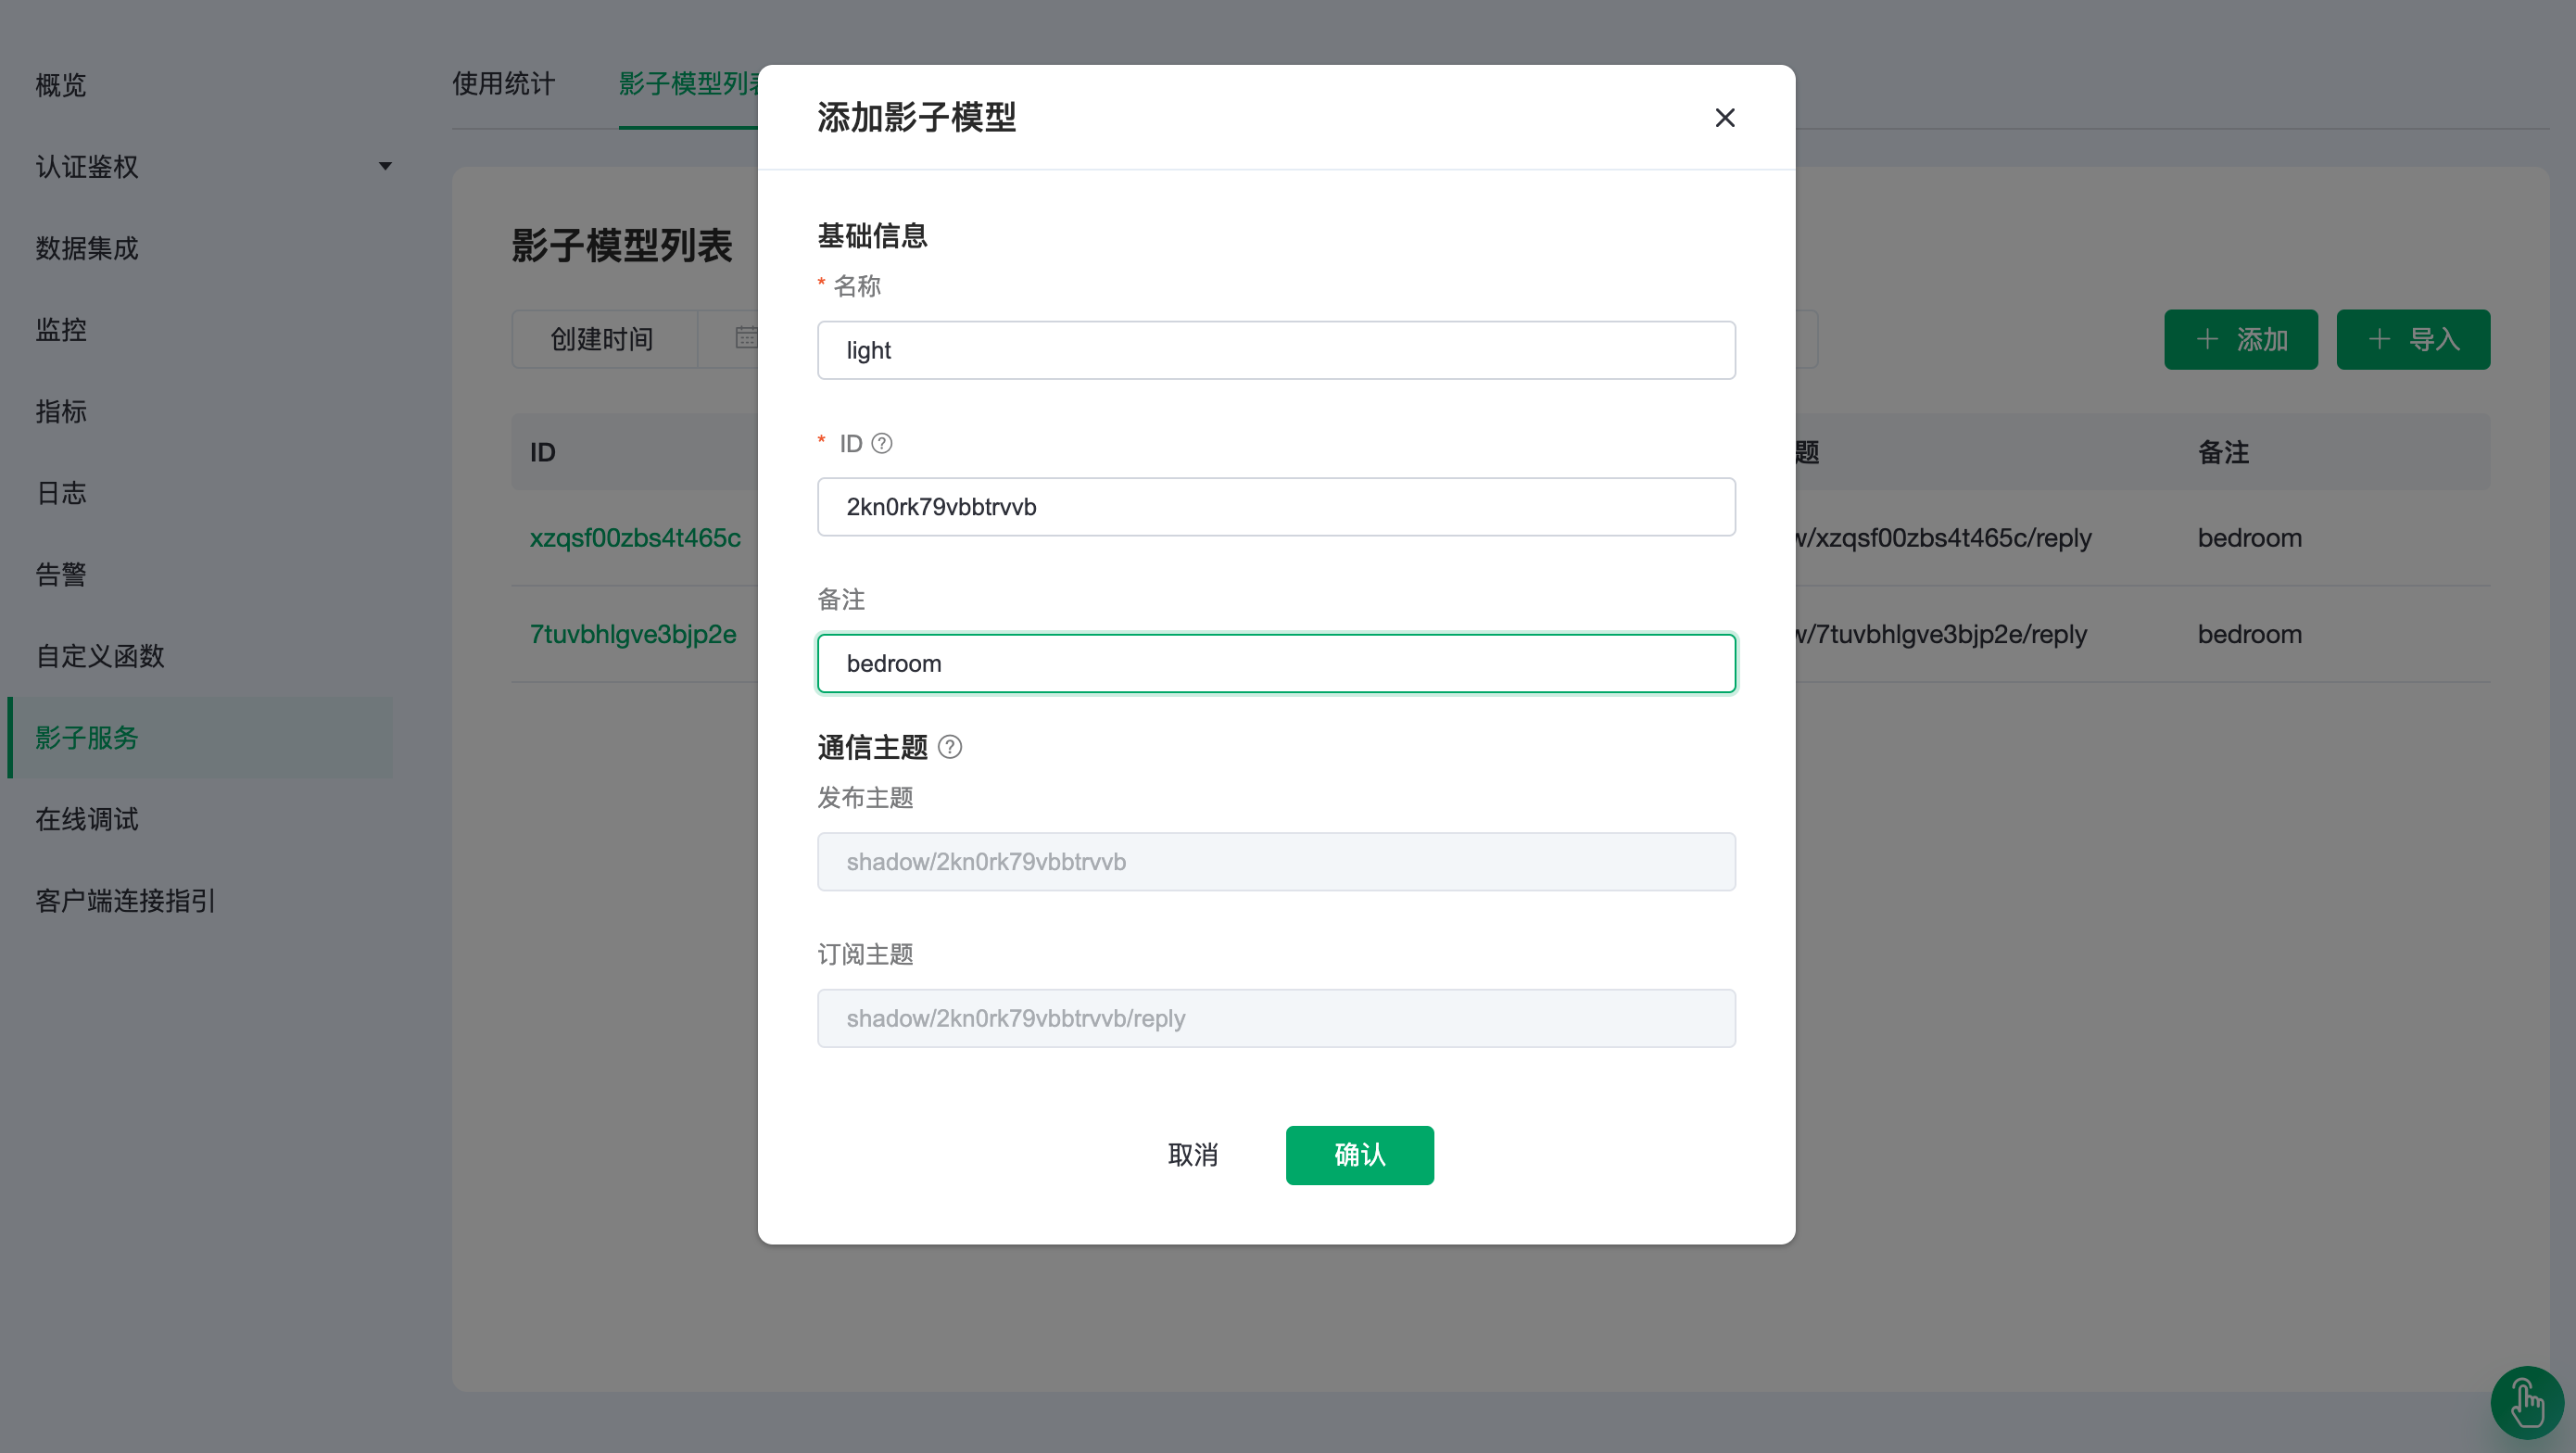 概览
认证鉴权
数据集成
监控
指标
日志
告警
自定义函数
影子服务
在线调试
客户端连接指引
使用统计
影子模型列表
影子模型列表
创建时间
添加
导入
ID
题
备注
xzqsf00zbs4t465c
w/xzqsf00zbs4t465c/reply
bedroom
7tuvbhlgve3bjp2e
w/7tuvbhlgve3bjp2e/reply
bedroom
添加影子模型
基础信息
* 名称
light
* ID
2kn0rk79vbbtrvvb
备注
bedroom
通信主题
发布主题
shadow/2kn0rk79vbbtrvvb
订阅主题
shadow/2kn0rk79vbbtrvvb/reply
取消
确认